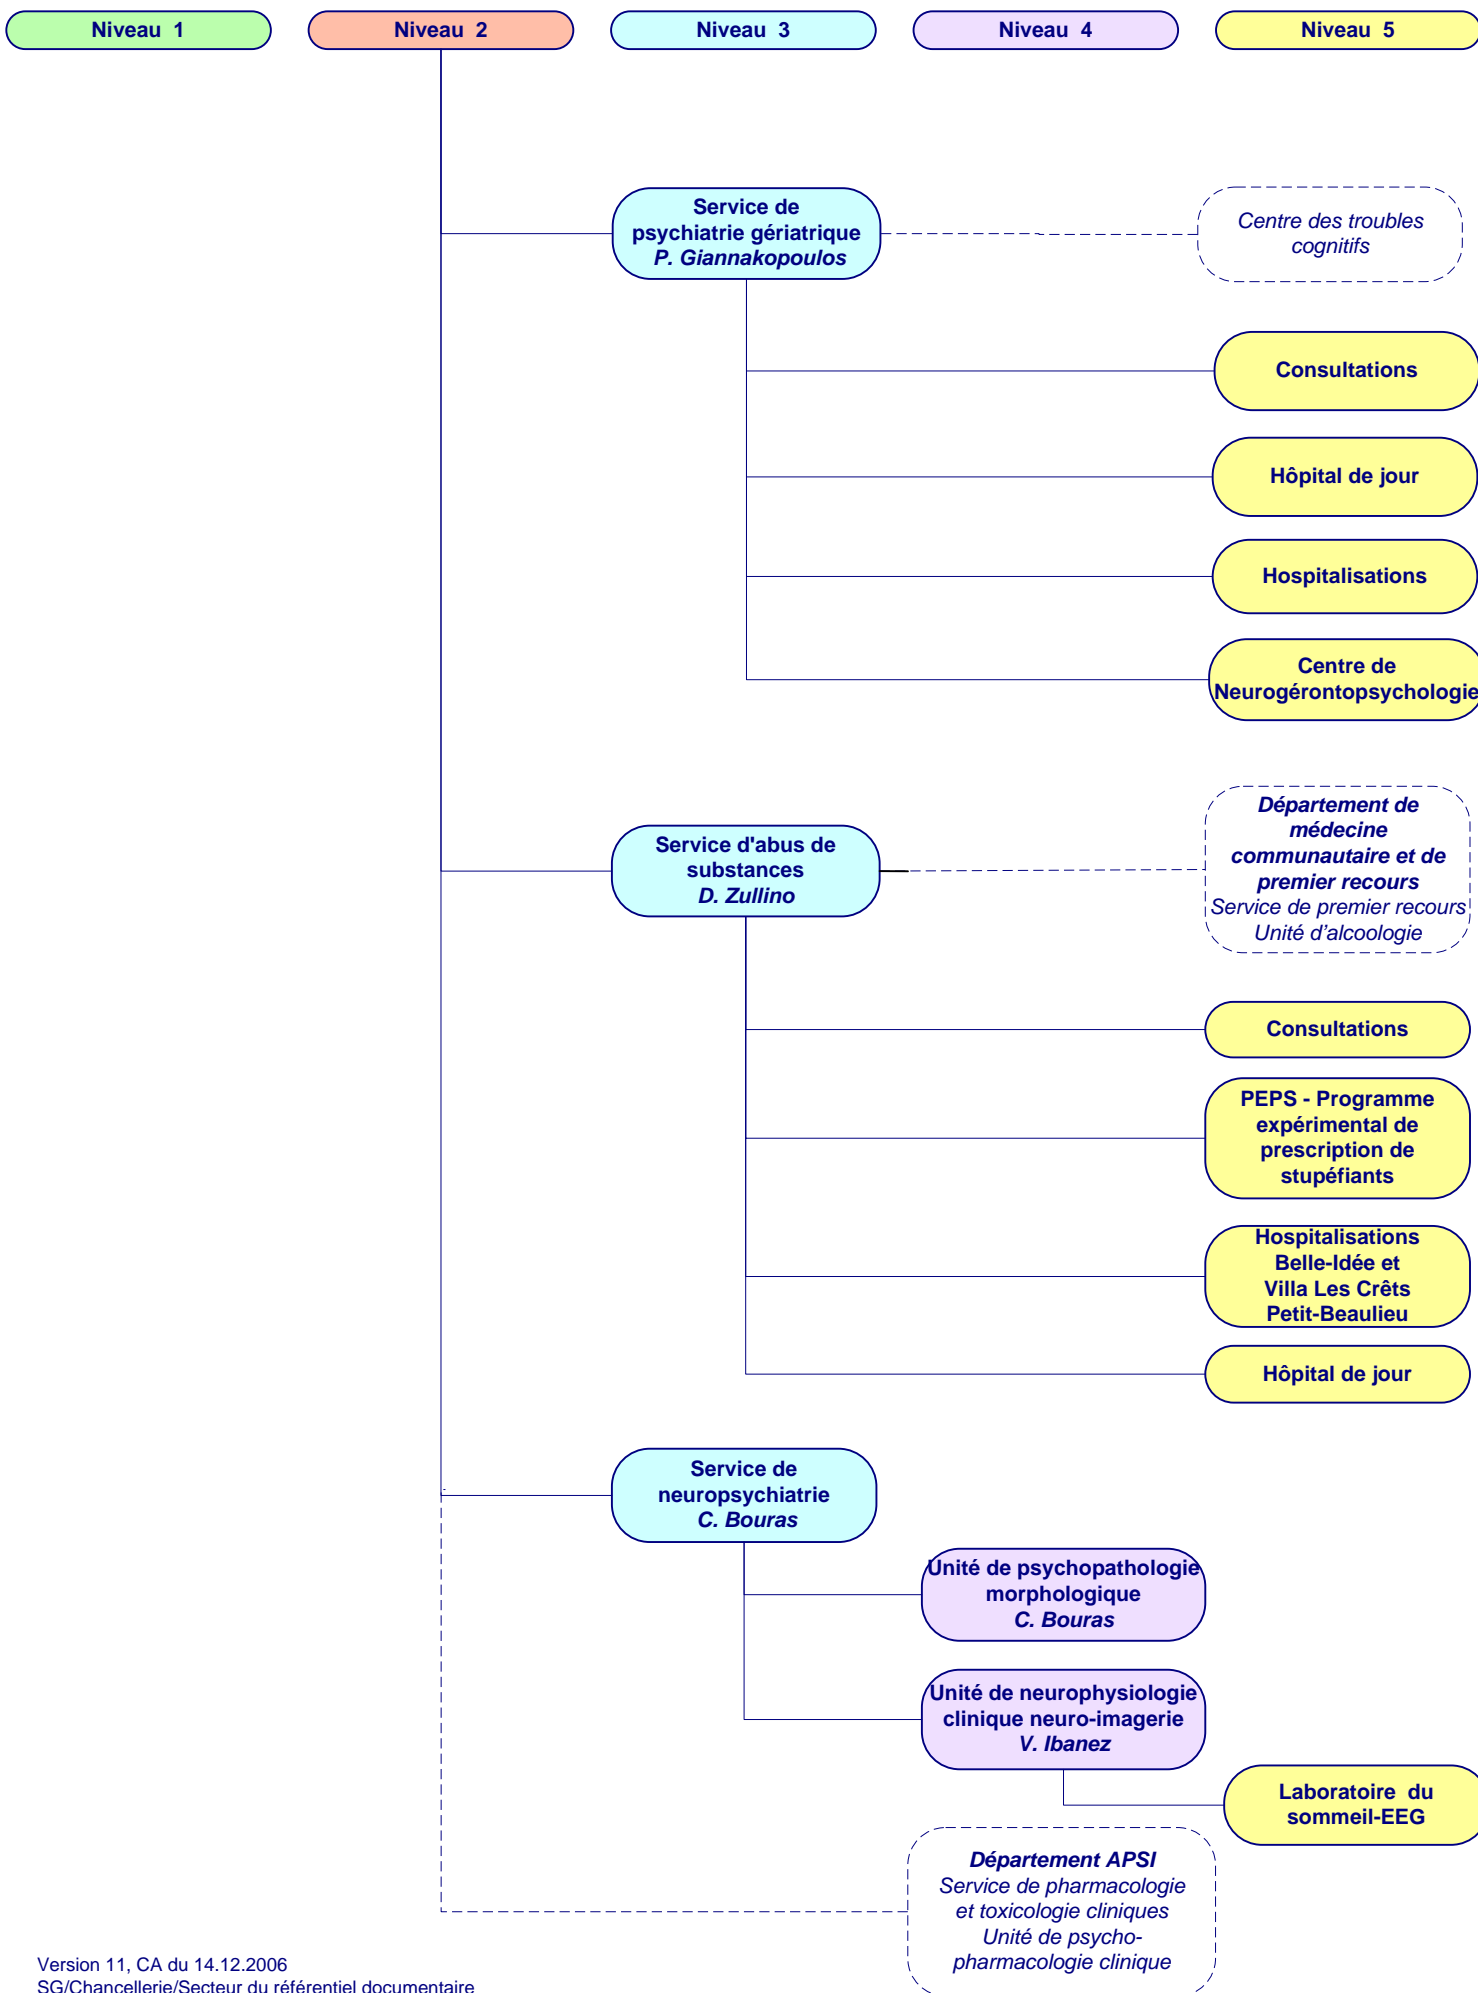 Niveau 1
Niveau 2
Niveau 3
Niveau 4
Niveau 5
Service de
psychiatrie gériatrique
P. Giannakopoulos
Centre des troubles
cognitifs
Consultations
Hôpital de jour
Hospitalisations
Centre de
Neurogérontopsychologie
Service d'abus de
substances
D. Zullino
Département de
médecine
communautaire et de
premier recours
Service de premier recours
Unité d’alcoologie
Consultations
PEPS - Programme
expérimental de
prescription de
stupéfiants
Hospitalisations
Belle-Idée et
Villa Les Crêts
Petit-Beaulieu
Hôpital de jour
Service de
neuropsychiatrie
C. Bouras
Unité de psychopathologie
morphologique
C. Bouras
Unité de neurophysiologie
clinique neuro-imagerie
V. Ibanez
Laboratoire du
sommeil-EEG
Département APSI
Service de pharmacologie
et toxicologie cliniques
Unité de psycho-
pharmacologie clinique
Version 11, CA du 14.12.2006
SG/Chancellerie/Secteur du référentiel documentaire